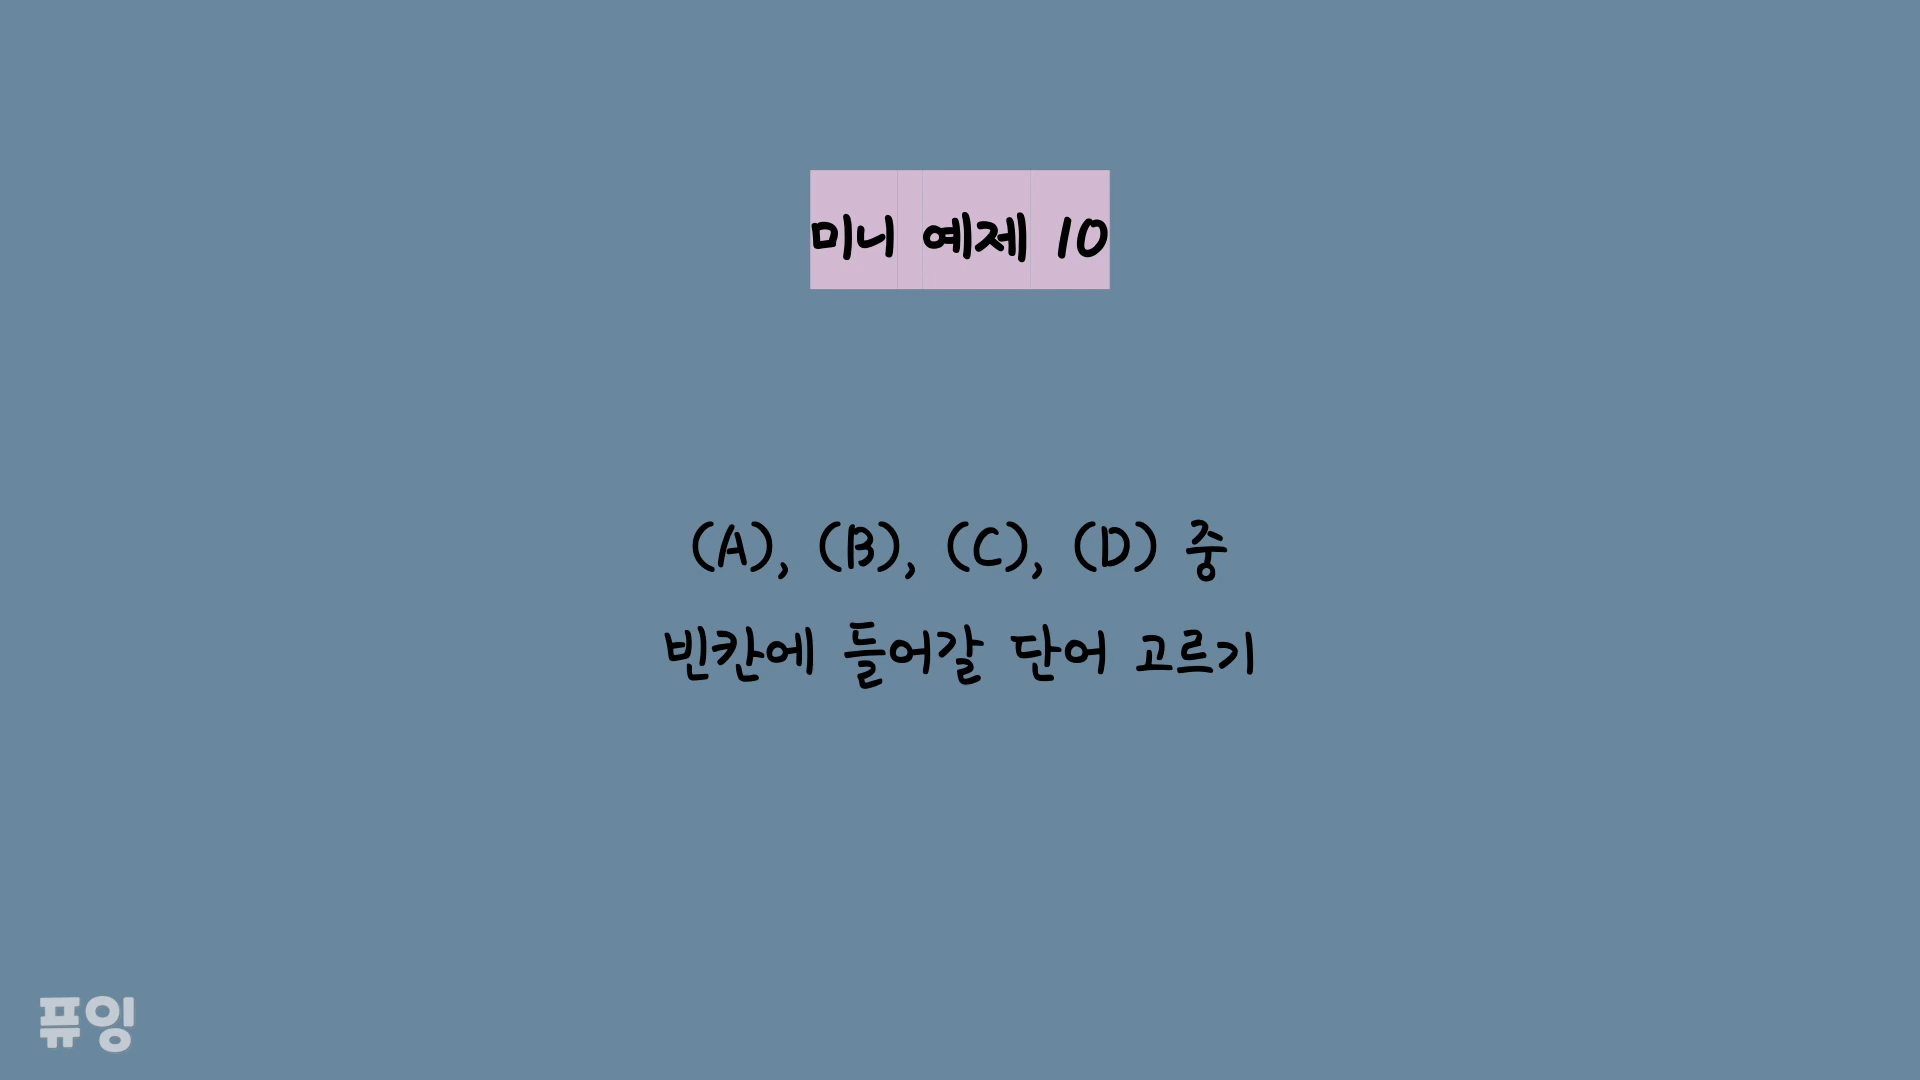 미니 예제 10
(A), (B), (C), (D) 중
빈칸에 들어갈 단어 고르기
퓨잉